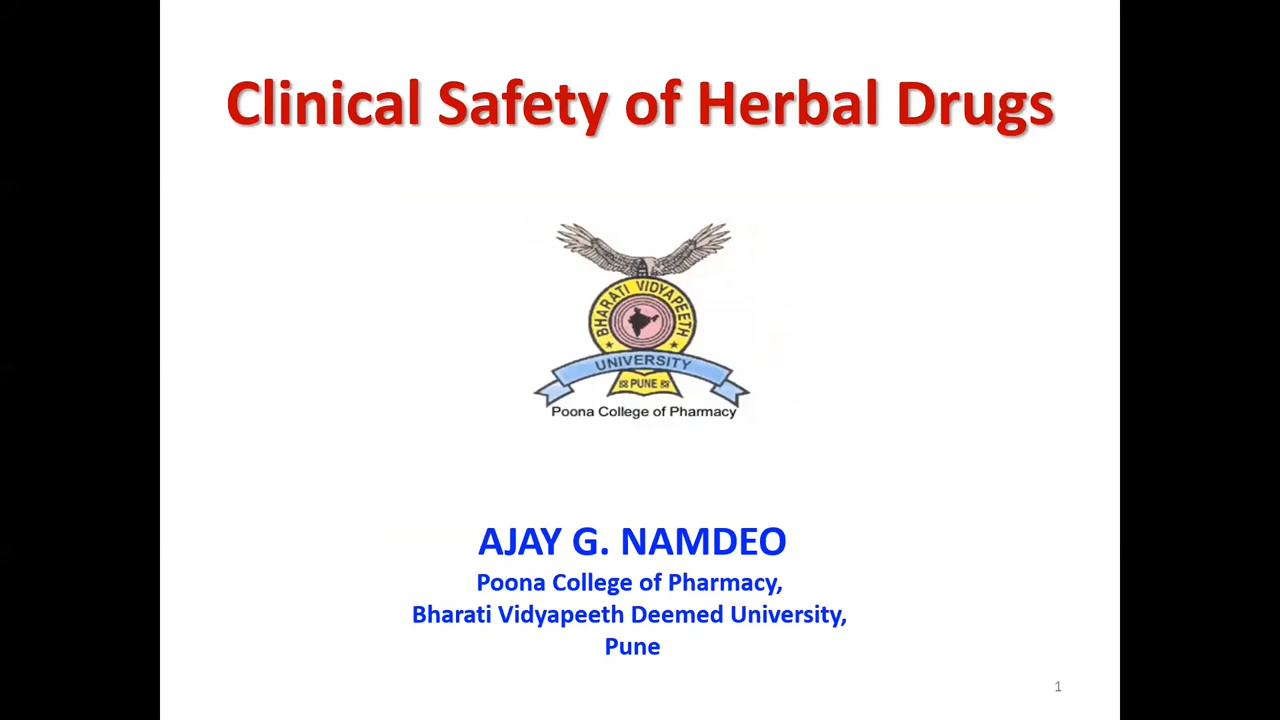 Clinical Safety of Herbal Drugs
BHARATI VIDYAPEETH
UNIVERSITY
PUNE
Poona College of Pharmacy
AJAY G. NAMDEO
Poona College of Pharmacy,
Bharati Vidyapeeth Deemed University,
Pune
1